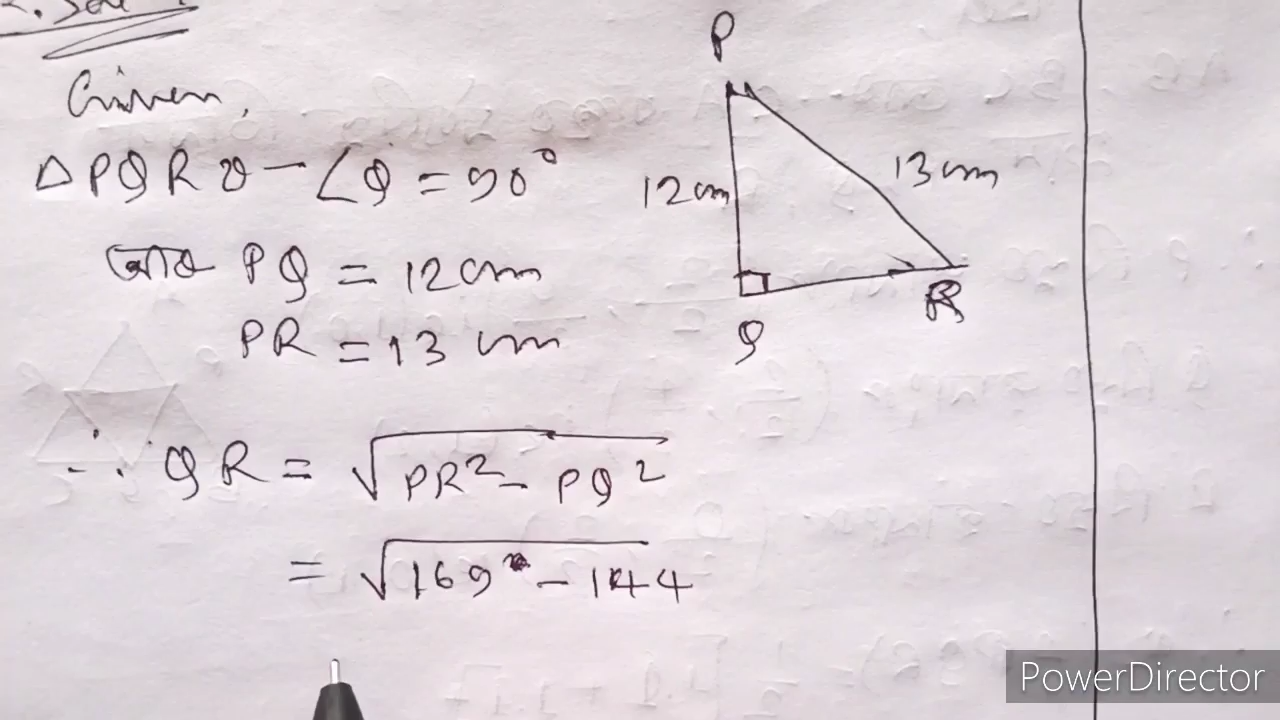 Given,
△PQR ত ∠Q = 90°
আৰু PQ = 12 cm
PR = 13 cm
∴ QR = √PR² - PQ²
= √169 - 144
P
12 cm
13 cm
Q
R
PowerDirector